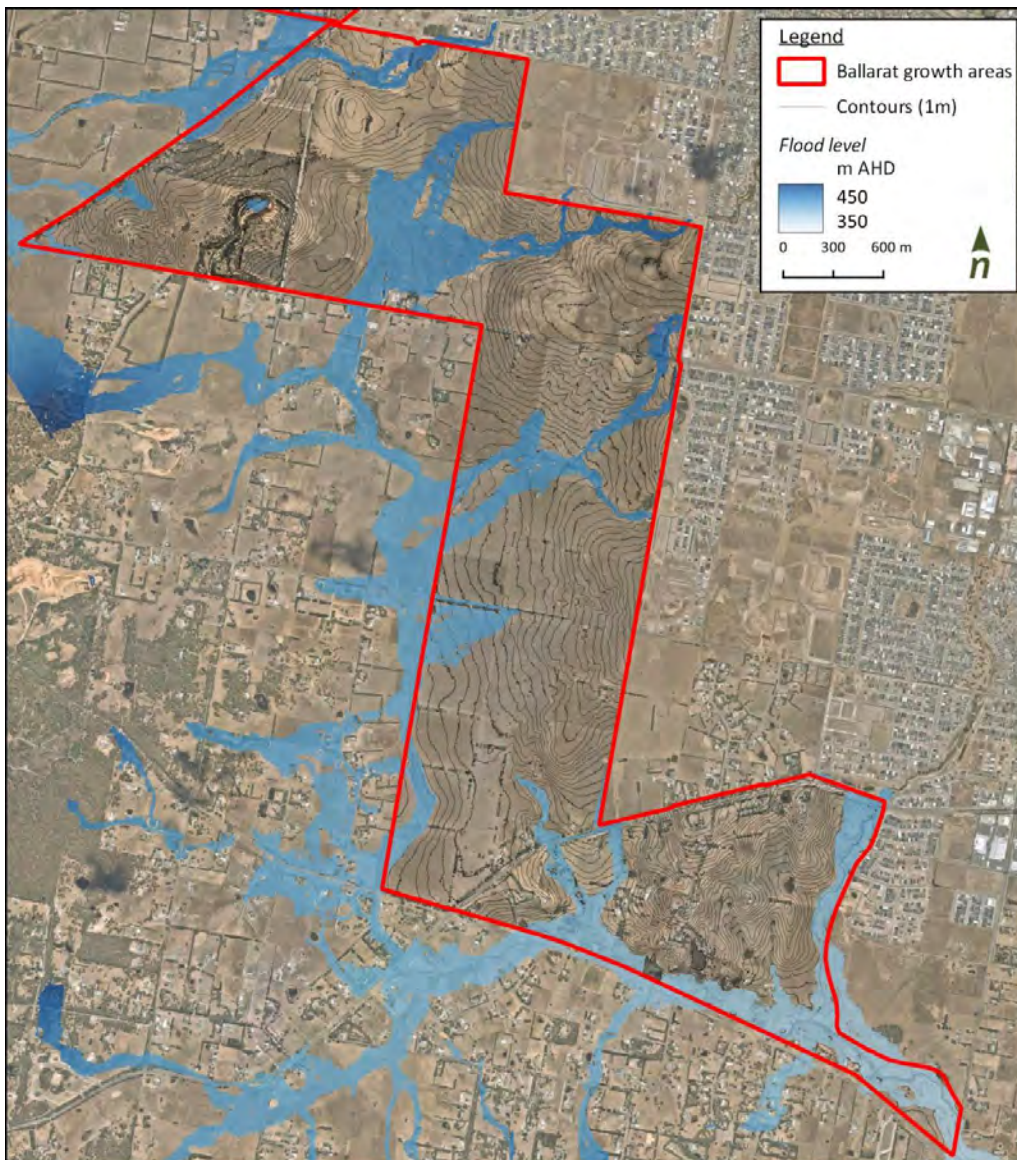 Legend
Ballarat growth areas
Contours (1m)
Flood level
m AHD
450
350
0 300 600 m
n